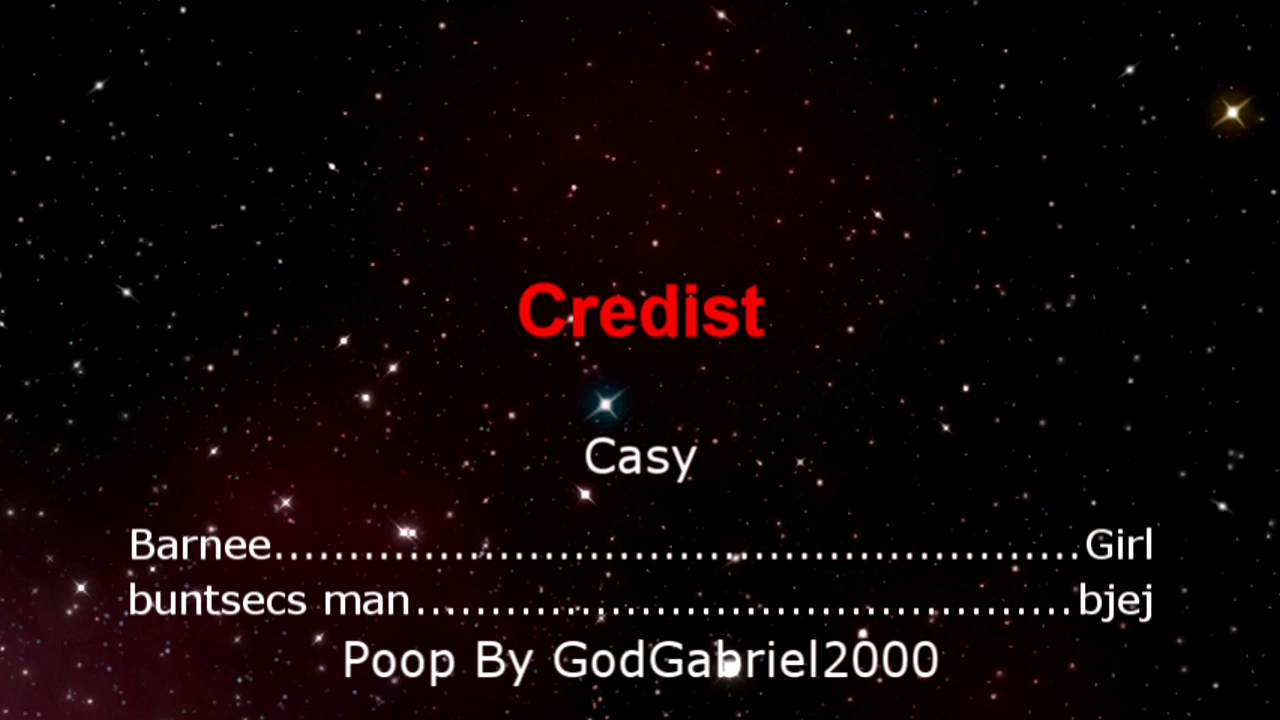 Credist
Casy
Barnee......................................................Girl
buntsecs man............................................bjej
Poop By GodGabriel2000